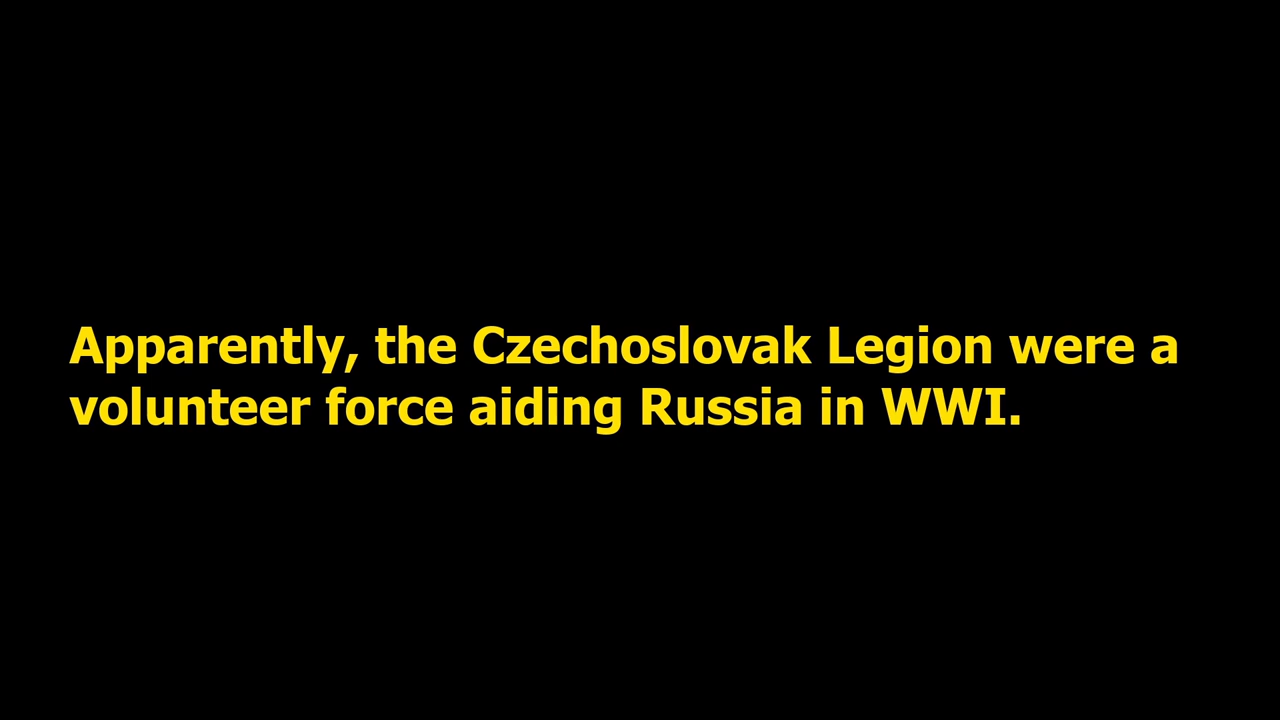 Apparently, the Czechoslovak Legion were a
volunteer force aiding Russia in WWI.